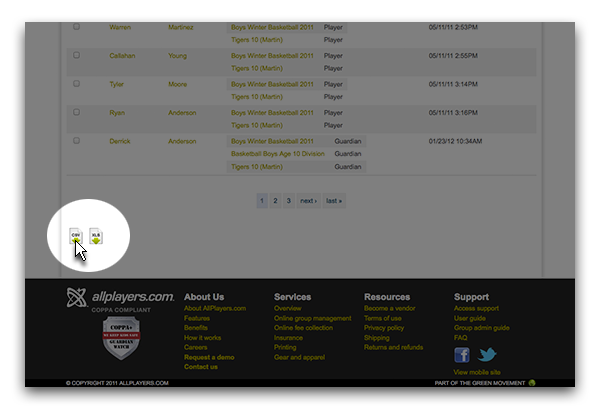 Warren Martinez Boys Winter Basketball 2011 Player 05/11/11 2:53PM
Tigers 10 (Martin) Player
Callahan Young Boys Winter Basketball 2011 Player 05/11/11 2:55PM
Tigers 10 (Martin) Player
Tyler Moore Boys Winter Basketball 2011 Player 05/11/11 3:14PM
Tigers 10 (Martin) Player
Ryan Anderson Boys Winter Basketball 2011 Player 05/11/11 3:16PM
Tigers 10 (Martin) Player
Derrick Anderson Boys Winter Basketball 2011 Guardian 01/23/12 10:34AM
Basketball Boys Age 10 Division Guardian
Tigers 10 (Martin) Guardian
1 2 3 next › last »
CSV XLS
allplayers.com
COPPA COMPLIANT
COPPA
GUARDIAN
WATCH
About Us
About AllPlayers.com
Features
Benefits
How it works
Careers
Request a demo
Contact us
Services
Overview
Online group management
Online fee collection
Insurance
Printing
Gear and apparel
Resources
Become a vendor
Terms of use
Privacy policy
Shipping
Returns and refunds
Support
Access support
User guide
Group admin guide
FAQ
View mobile site
© COPYRIGHT 2011 ALLPLAYERS.COM PART OF THE GREEN MOVEMENT